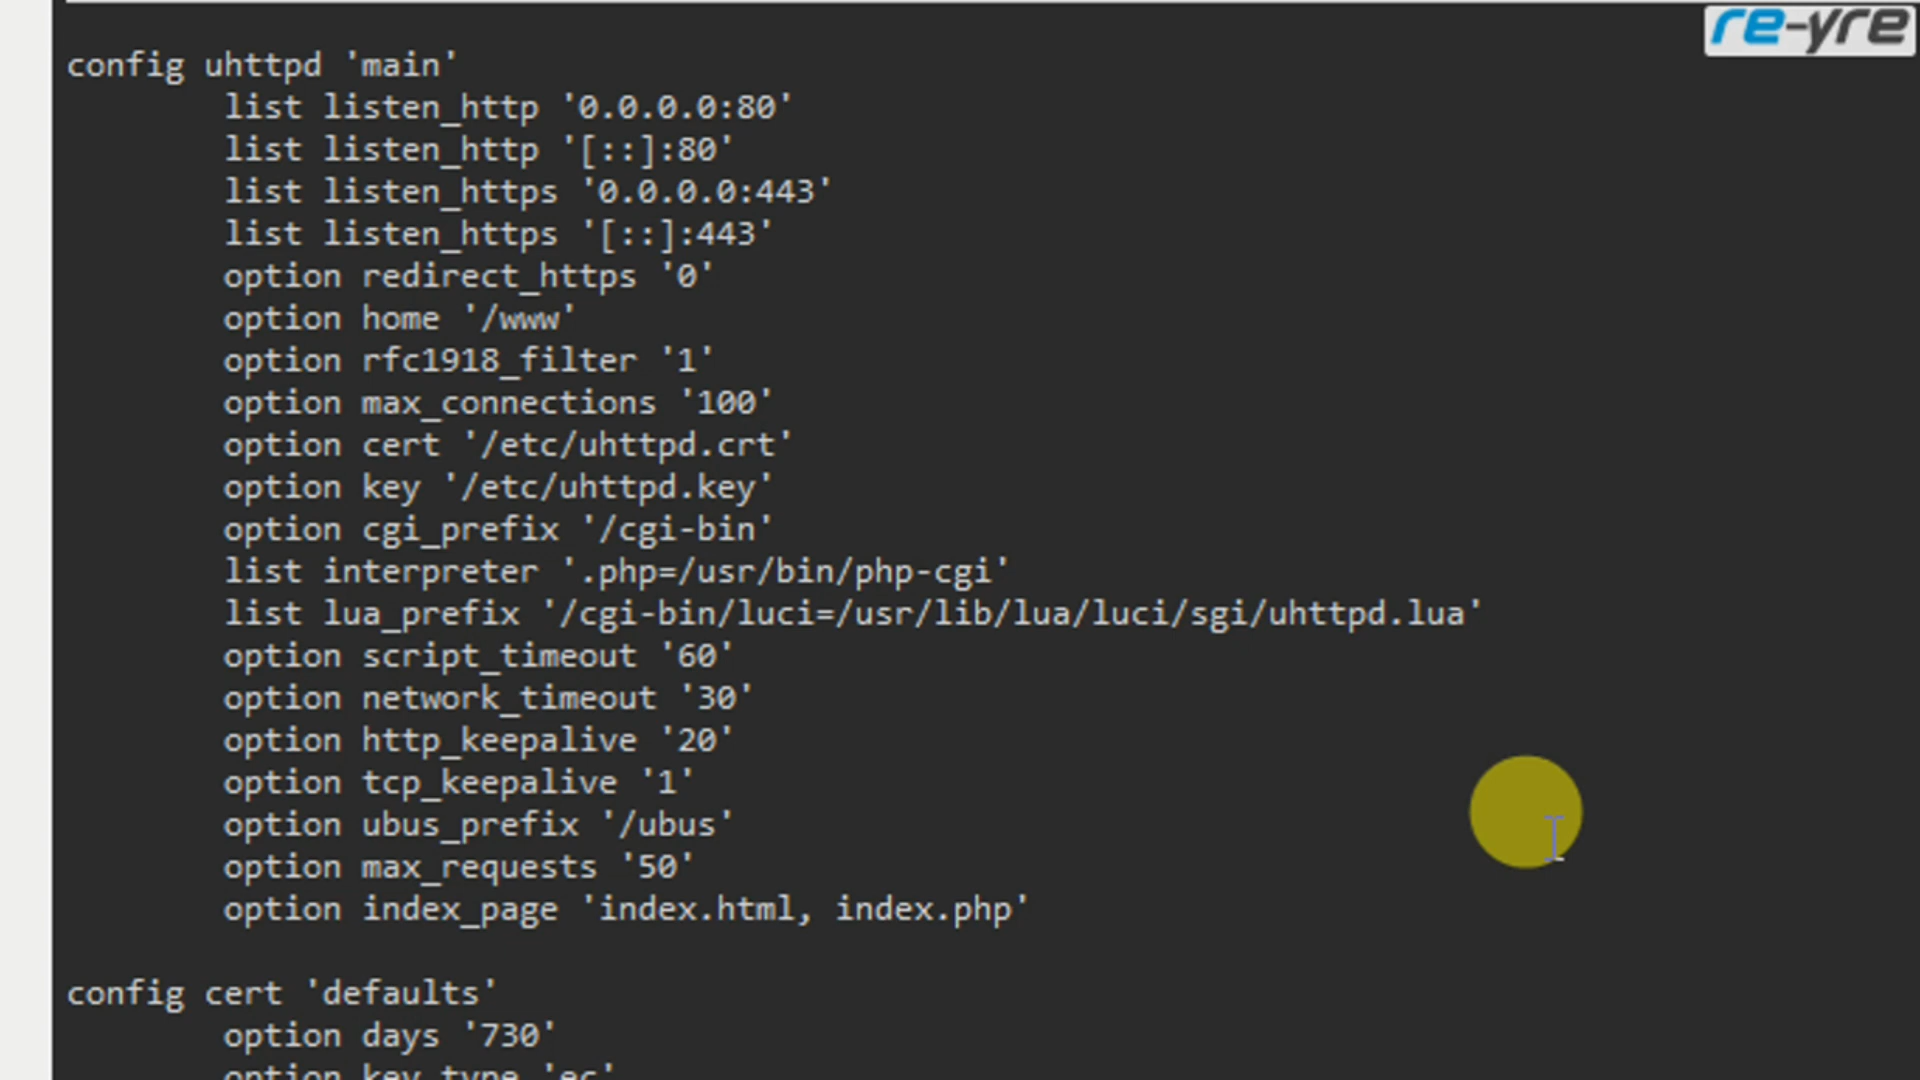 re-yre
config uhttpd 'main'
list listen_http '0.0.0.0:80'
list listen_http '[::]:80'
list listen_https '0.0.0.0:443'
list listen_https '[::]:443'
option redirect_https '0'
option home '/www'
option rfc1918_filter '1'
option max_connections '100'
option cert '/etc/uhttpd.crt'
option key '/etc/uhttpd.key'
option cgi_prefix '/cgi-bin'
list interpreter '.php=/usr/bin/php-cgi'
list lua_prefix '/cgi-bin/luci=/usr/lib/lua/luci/sgi/uhttpd.lua'
option script_timeout '60'
option network_timeout '30'
option http_keepalive '20'
option tcp_keepalive '1'
option ubus_prefix '/ubus'
option max_requests '50'
option index_page 'index.html, index.php'
config cert 'defaults'
option days '730'
option key_type 'ec'